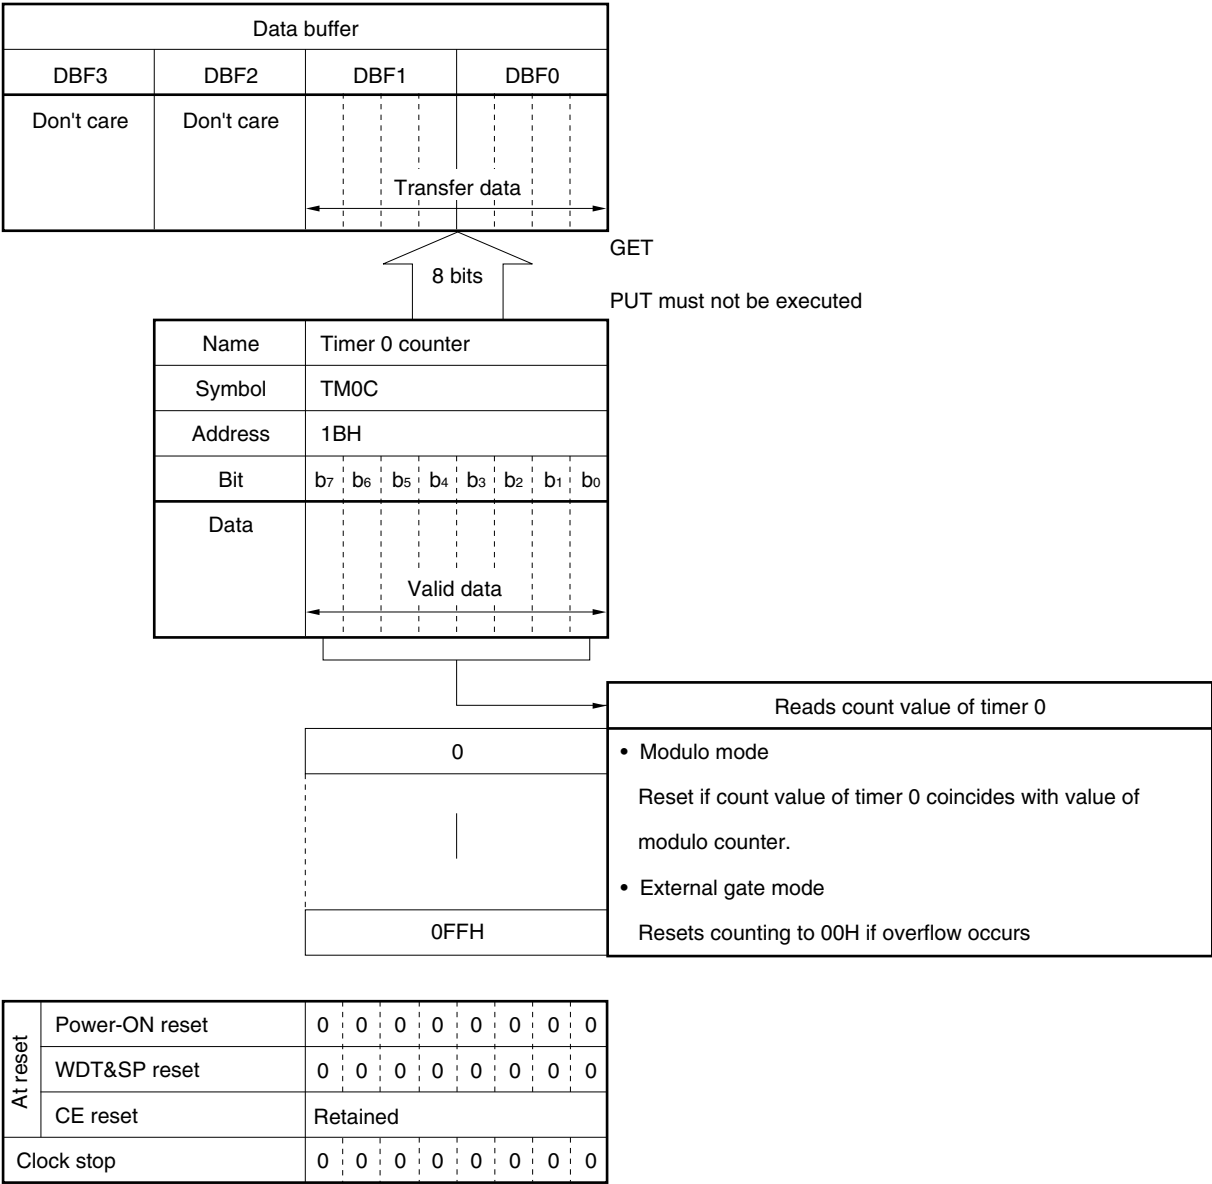 Data buffer
DBF3 DBF2 DBF1 DBF0
Don't care Don't care
Transfer data
GET
8 bits
PUT must not be executed
Name Timer 0 counter
Symbol TM0C
Address 1BH
Bit b7 b6 b5 b4 b3 b2 b1 b0
Data
Valid data
Reads count value of timer 0
0
• Modulo mode
Reset if count value of timer 0 coincides with value of
modulo counter.
• External gate mode
0FFH
Resets counting to 00H if overflow occurs
At reset
Power-ON reset 0 0 0 0 0 0 0 0
WDT&SP reset 0 0 0 0 0 0 0 0
CE reset Retained
Clock stop 0 0 0 0 0 0 0 0